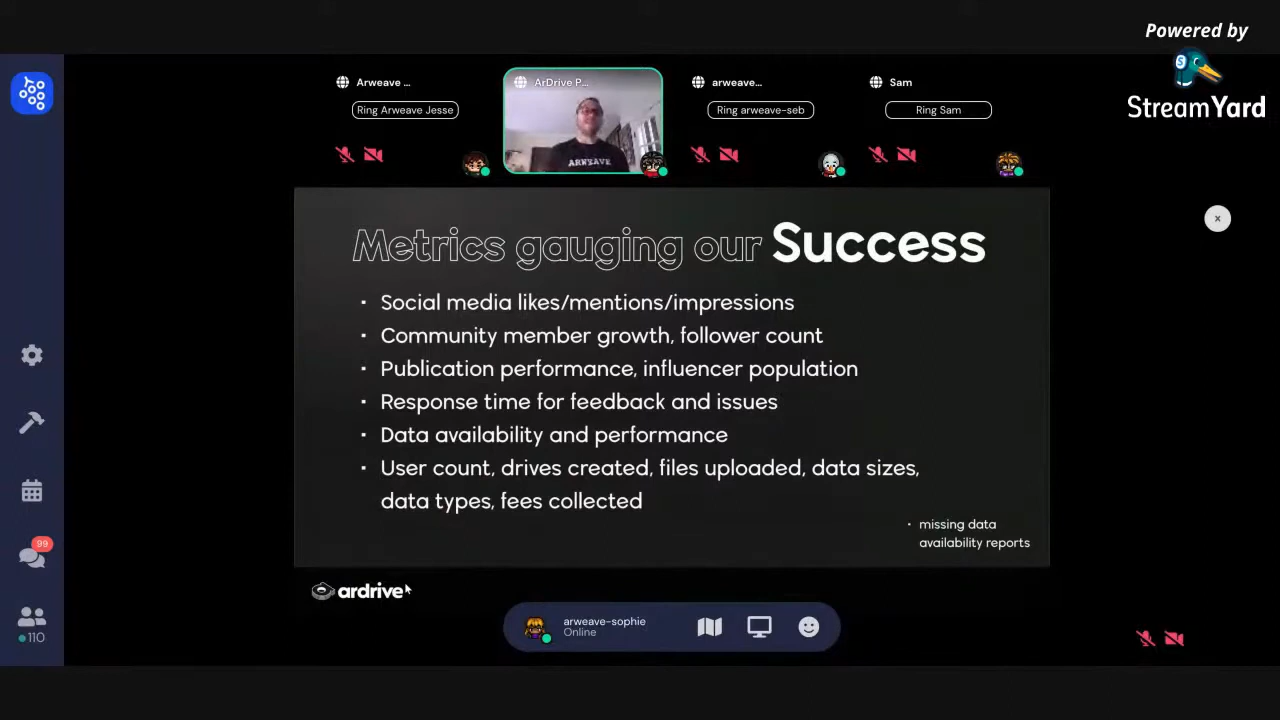 Powered by
StreamYard
Arweave ...
Ring Arweave Jesse
ArDrive P...
ARWEAVE
arweave...
Ring arweave-seb
Sam
Ring Sam
Metrics gauging our Success
· Social media likes/mentions/impressions
· Community member growth, follower count
· Publication performance, influencer population
· Response time for feedback and issues
· Data availability and performance
· User count, drives created, files uploaded, data sizes,
data types, fees collected
· missing data
availability reports
ardrive
arweave-sophie
Online
99
110